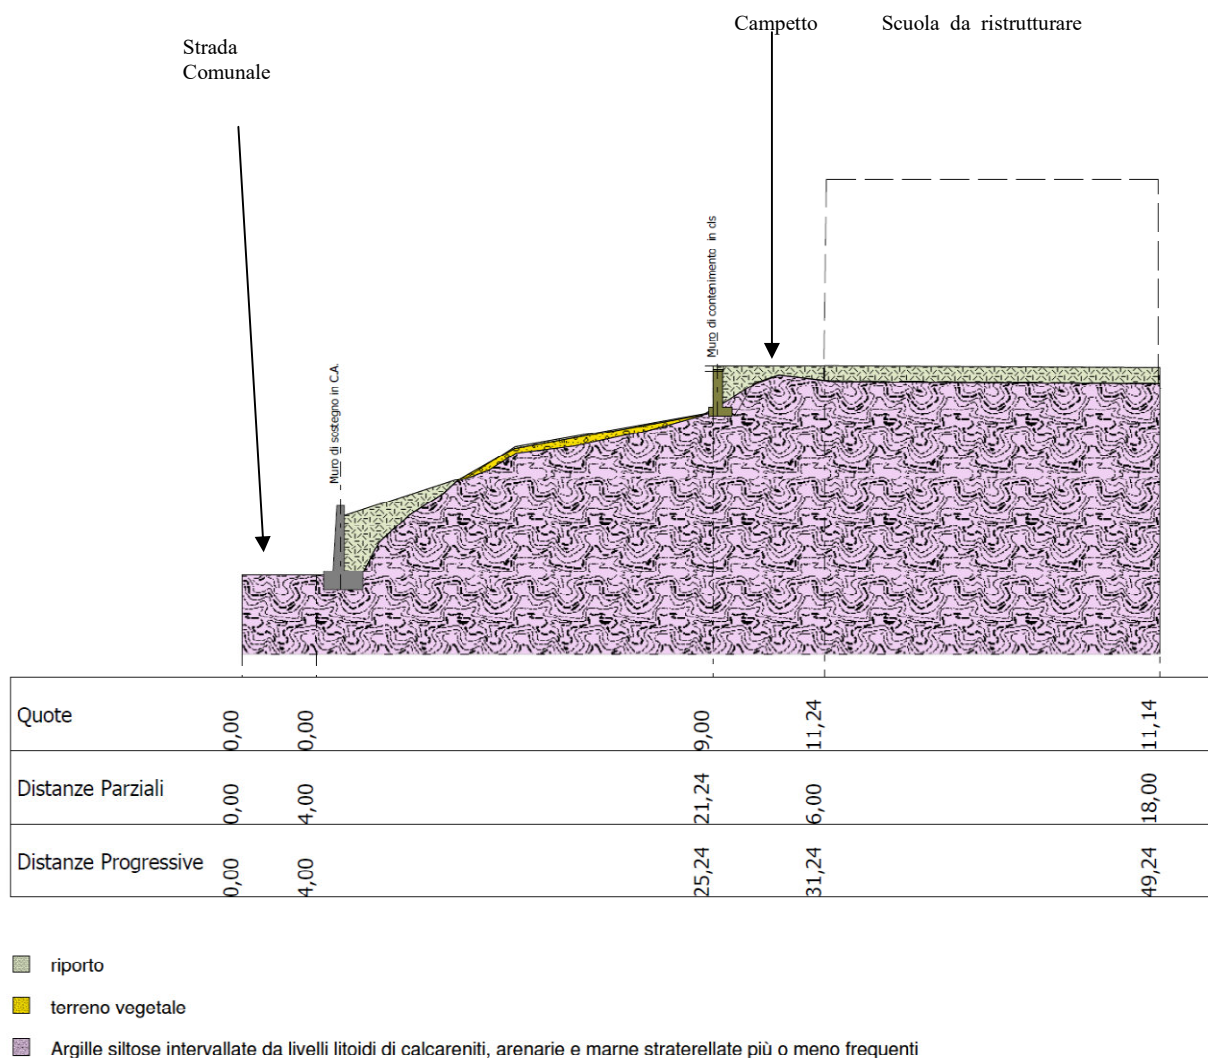 Campetto
Scuola da ristrutturare
Strada
Comunale
Muro di contenimento in cls
Muro di sostegno in C.A.
Quote 0,00 0,00 9,00 11,24 11,14
Distanze Parziali 0,00 4,00 21,24 6,00 18,00
Distanze Progressive 0,00 4,00 25,24 31,24 49,24
riporto
terreno vegetale
Argille siltose intervallate da livelli litoidi di calcareniti, arenarie e marne straterellate più o meno frequenti